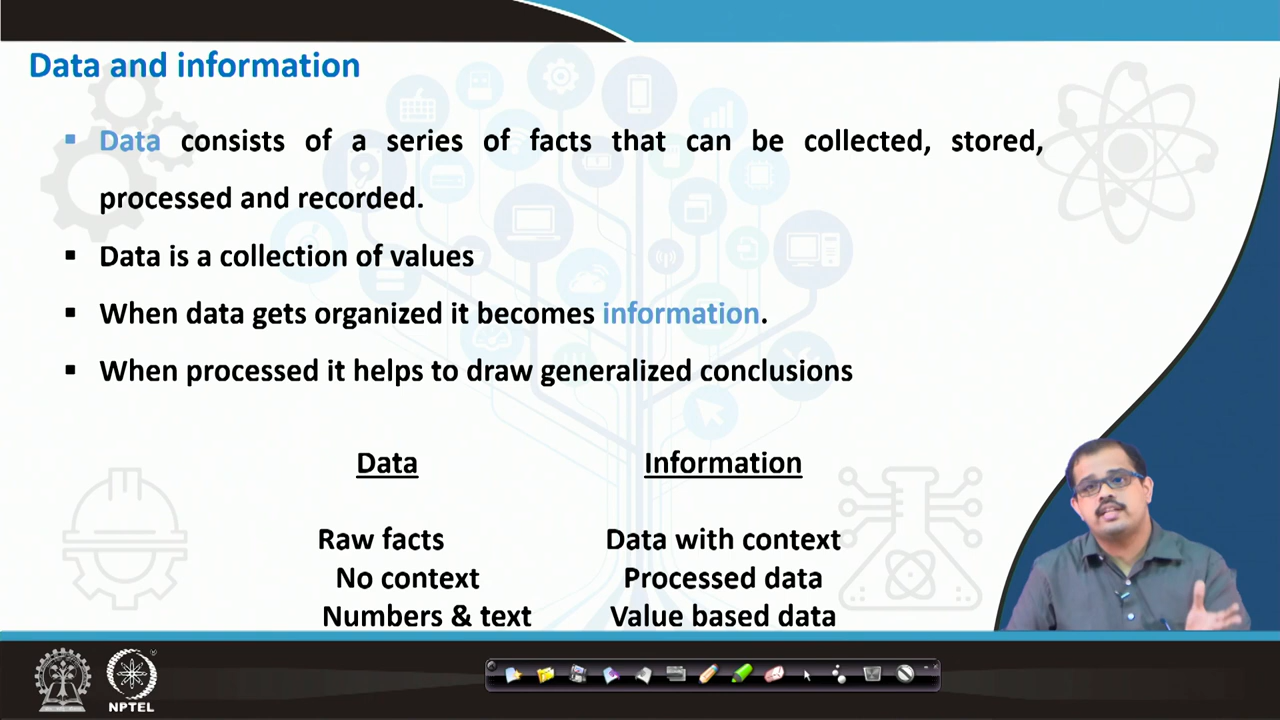 Data and information
▪ Data consists of a series of facts that can be collected, stored,
processed and recorded.
▪ Data is a collection of values
▪ When data gets organized it becomes information.
▪ When processed it helps to draw generalized conclusions
Data Information
Raw facts Data with context
No context Processed data
Numbers & text Value based data
NPTEL